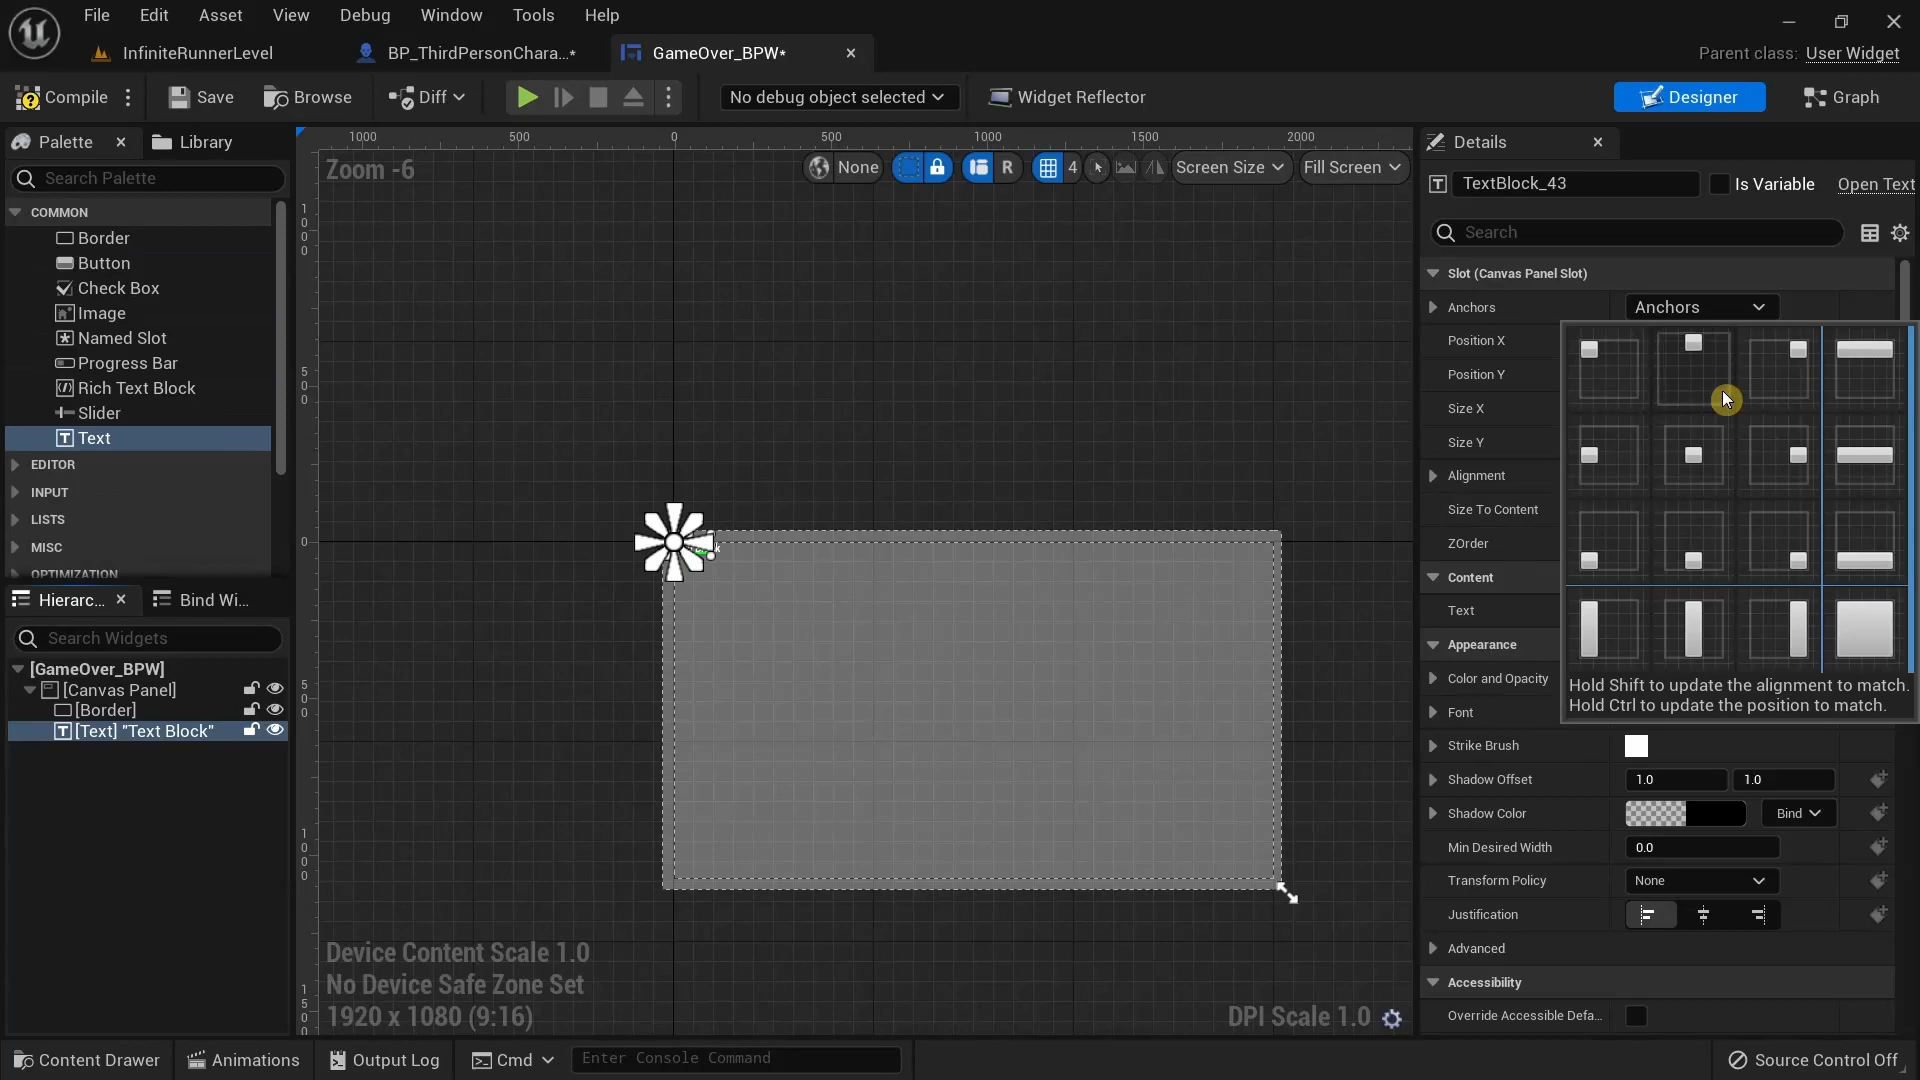 File Edit Asset View Debug Window Tools Help
InfiniteRunnerLevel BP_ThirdPersonChara...* GameOver_BPW* Parent class: User Widget
Compile Save Browse Diff No debug object selected Widget Reflector Designer Graph
Palette Library
Search Palette
COMMON
Border
Button
Check Box
Image
Named Slot
Progress Bar
Rich Text Block
Slider
Text
EDITOR
INPUT
LISTS
MISC
OPTIMIZATION
Hierarc... Bind Wi...
Search Widgets
[GameOver_BPW]
[Canvas Panel]
[Border]
[Text] "Text Block"
1000 500 0 500 1000 1500 2000
Zoom -6 None R 4 Screen Size Fill Screen
1000
500
0
500
1000
1500
Device Content Scale 1.0
No Device Safe Zone Set
1920 x 1080 (9:16) DPI Scale 1.0
Details
TextBlock_43 Is Variable Open Text
Search
Slot (Canvas Panel Slot)
Anchors Anchors
Position X
Position Y
Size X
Size Y
Alignment
Size To Content
ZOrder
Content
Text
Appearance
Color and Opacity
Font
Hold Shift to update the alignment to match.
Hold Ctrl to update the position to match.
Strike Brush
Shadow Offset 1.0 1.0
Shadow Color Bind
Min Desired Width 0.0
Transform Policy None
Justification
Advanced
Accessibility
Override Accessible Defa...
Content Drawer Animations Output Log Cmd Enter Console Command Source Control Off